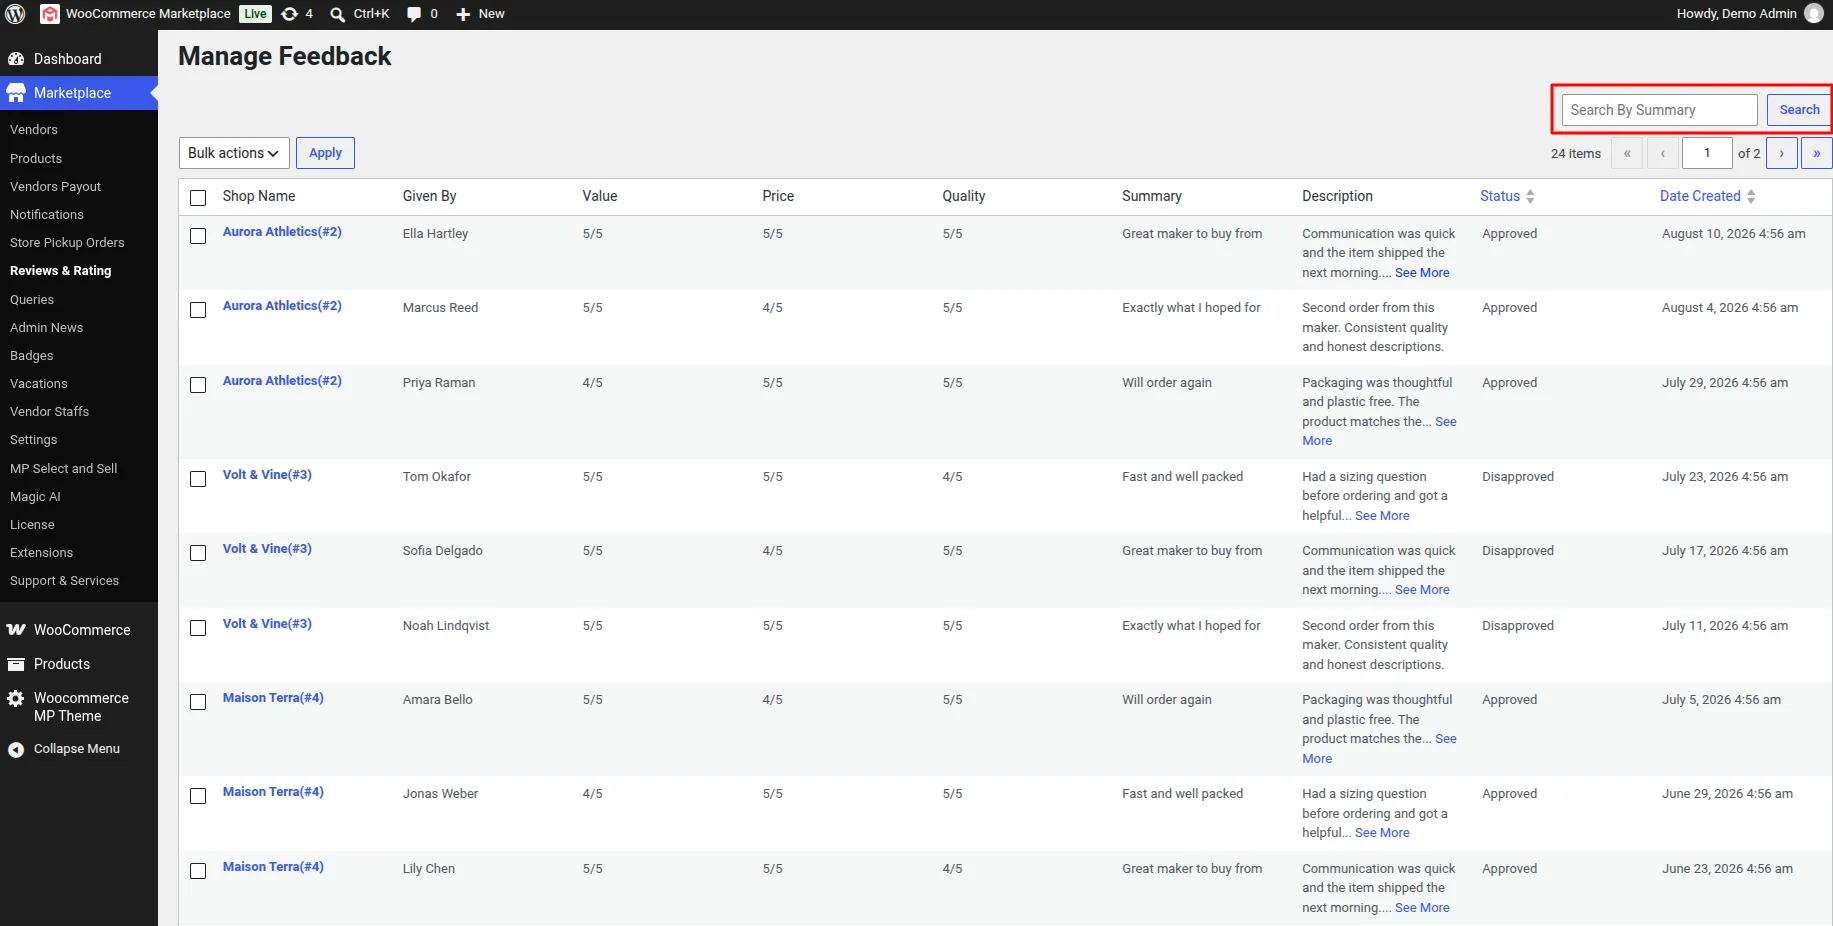 WooCommerce Marketplace Live 4 Ctrl+K 0 New Howdy, Demo Admin
Dashboard
Marketplace
Vendors
Products
Vendors Payout
Notifications
Store Pickup Orders
Reviews & Rating
Queries
Admin News
Badges
Vacations
Vendor Staffs
Settings
MP Select and Sell
Magic AI
License
Extensions
Support & Services
WooCommerce
Products
Woocommerce
MP Theme
Collapse Menu
Manage Feedback
Search By Summary Search
Bulk actions Apply 24 items « ‹ 1 of 2 › »
Shop Name Given By Value Price Quality Summary Description Status Date Created
Aurora Athletics(#2) Ella Hartley 5/5 5/5 5/5 Great maker to buy from Communication was quick Approved August 10, 2026 4:56 am
and the item shipped the
next morning.... See More
Aurora Athletics(#2) Marcus Reed 5/5 4/5 5/5 Exactly what I hoped for Second order from this Approved August 4, 2026 4:56 am
maker. Consistent quality
and honest descriptions.
Aurora Athletics(#2) Priya Raman 4/5 5/5 5/5 Will order again Packaging was thoughtful Approved July 29, 2026 4:56 am
and plastic free. The
product matches the... See
More
Volt & Vine(#3) Tom Okafor 5/5 5/5 4/5 Fast and well packed Had a sizing question Disapproved July 23, 2026 4:56 am
before ordering and got a
helpful... See More
Volt & Vine(#3) Sofia Delgado 5/5 4/5 5/5 Great maker to buy from Communication was quick Disapproved July 17, 2026 4:56 am
and the item shipped the
next morning.... See More
Volt & Vine(#3) Noah Lindqvist 5/5 5/5 5/5 Exactly what I hoped for Second order from this Disapproved July 11, 2026 4:56 am
maker. Consistent quality
and honest descriptions.
Maison Terra(#4) Amara Bello 5/5 4/5 5/5 Will order again Packaging was thoughtful Approved July 5, 2026 4:56 am
and plastic free. The
product matches the... See
More
Maison Terra(#4) Jonas Weber 4/5 5/5 5/5 Fast and well packed Had a sizing question Approved June 29, 2026 4:56 am
before ordering and got a
helpful... See More
Maison Terra(#4) Lily Chen 5/5 5/5 4/5 Great maker to buy from Communication was quick Approved June 23, 2026 4:56 am
and the item shipped the
next morning.... See More